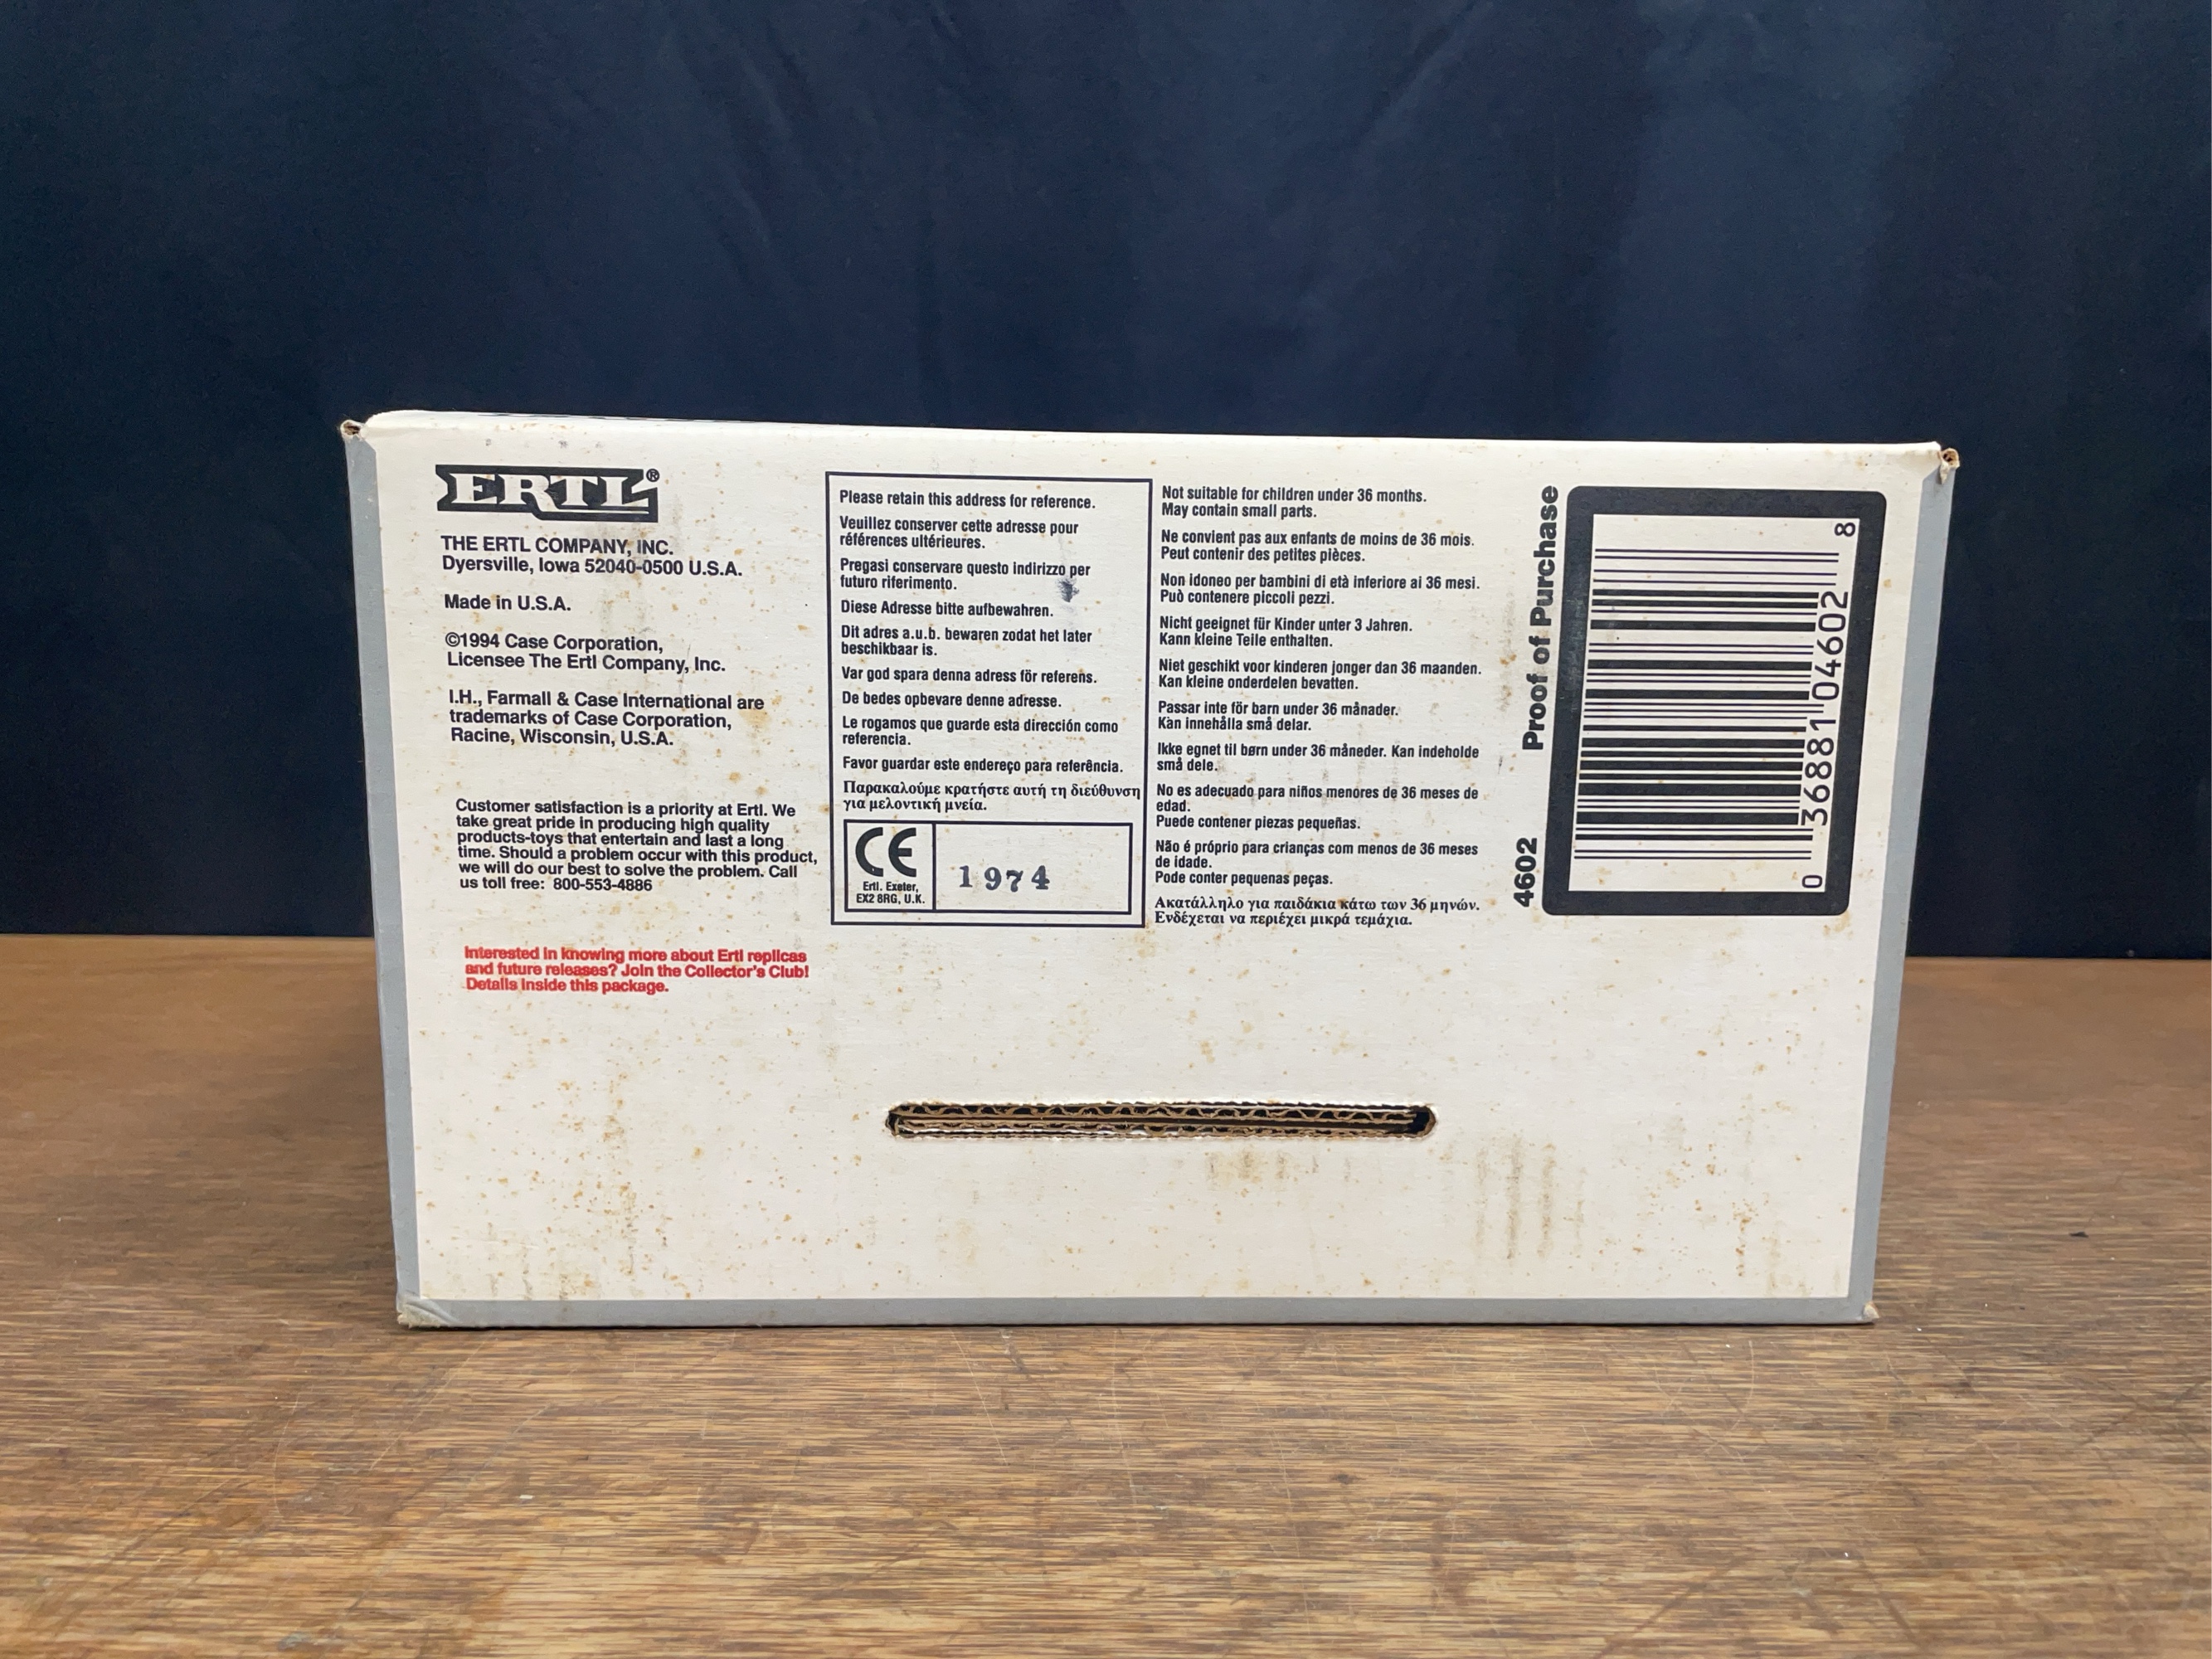 ERTL®
THE ERTL COMPANY, INC.
Dyersville, Iowa 52040-0500 U.S.A.
Made in U.S.A.
©1994 Case Corporation,
Licensee The Ertl Company, Inc.
I.H., Farmall & Case International are
trademarks of Case Corporation,
Racine, Wisconsin, U.S.A.
Customer satisfaction is a priority at Ertl. We
take great pride in producing high quality
products-toys that entertain and last a long
time. Should a problem occur with this product,
we will do our best to solve the problem. Call
us toll free: 800-553-4886
Interested in knowing more about Ertl replicas
and future releases? Join the Collector's Club!
Details inside this package.
Please retain this address for reference.
Veuillez conserver cette adresse pour
références ultérieures.
Pregasi conservare questo indirizzo per
futuro riferimento.
Diese Adresse bitte aufbewahren.
Dit adres a.u.b. bewaren zodat het later
beschikbaar is.
Var god spara denna adress för referens.
De bedes opbevare denne adresse.
Le rogamos que guarde esta dirección como
referencia.
Favor guardar este endereço para referência.
Παρακαλούμε κρατήστε αυτή τη διεύθυνση
για μελοντική μνεία.
CE
Ertl. Exeter,
EX2 8RG, U.K.
1974
Not suitable for children under 36 months.
May contain small parts.
Ne convient pas aux enfants de moins de 36 mois.
Peut contenir des petites pièces.
Non idoneo per bambini di età inferiore ai 36 mesi.
Può contenere piccoli pezzi.
Nicht geeignet für Kinder unter 3 Jahren.
Kann kleine Teile enthalten.
Niet geschikt voor kinderen jonger dan 36 maanden.
Kan kleine onderdelen bevatten.
Passar inte för barn under 36 månader.
Kan innehålla små delar.
Ikke egnet til børn under 36 måneder. Kan indeholde
små dele.
No es adecuado para niños menores de 36 meses de
edad.
Puede contener piezas pequeñas.
Não é próprio para crianças com menos de 36 meses
de idade.
Pode conter pequenas peças.
Ακατάλληλο για παιδάκια κάτω των 36 μηνών.
Ενδέχεται να περιέχει μικρά τεμάχια.
4602 Proof of Purchase
0 36881 04602 8